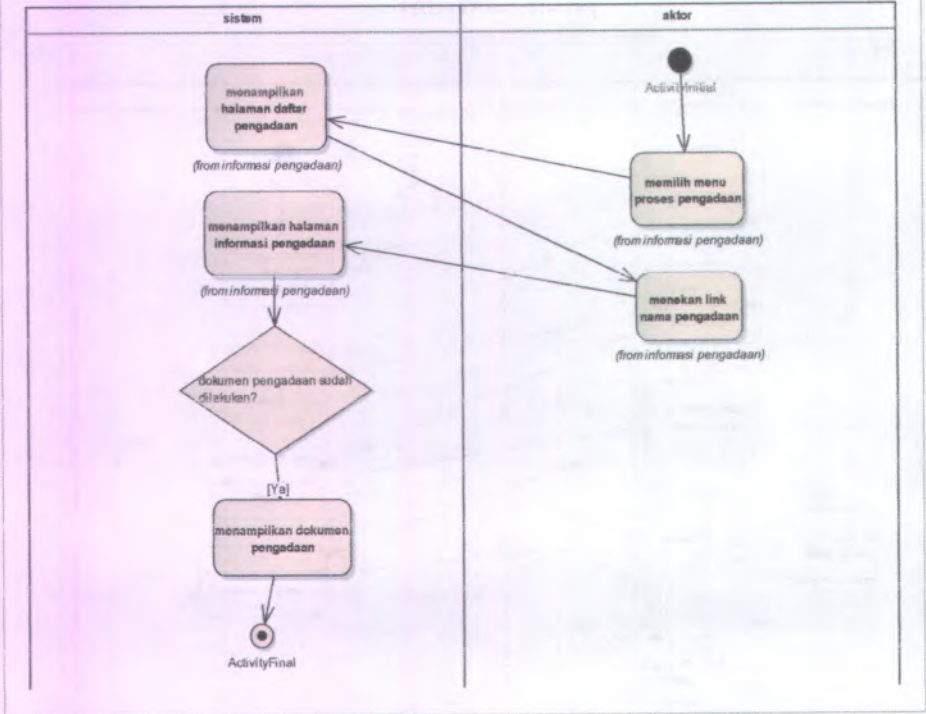 sistem
aktor
ActivityInitial
menampilkan
halaman daftar
pengadaan
(from informasi pengadaan)
memilih menu
proses pengadaan
(from informasi pengadaan)
menampilkan halaman
informasi pengadaan
(from informasi pengadaan)
menekan link
nama pengadaan
(from informasi pengadaan)
dokumen pengadaan sudah
dilakukan?
[Ya]
menampilkan dokumen
pengadaan
ActivityFinal